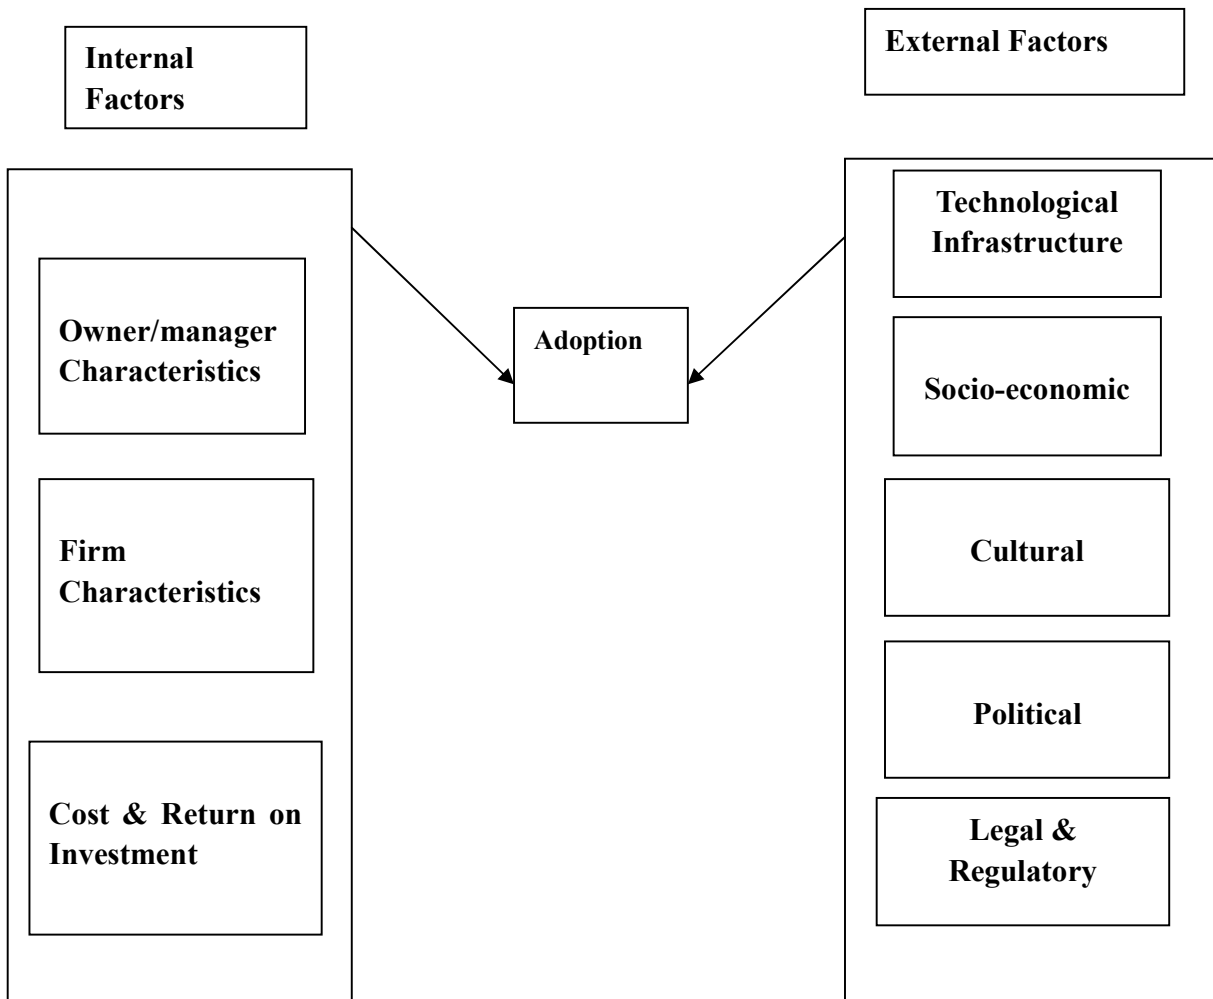 Internal
Factors
External Factors
Owner/manager
Characteristics
Firm
Characteristics
Cost & Return on
Investment
Adoption
Technological
Infrastructure
Socio-economic
Cultural
Political
Legal &
Regulatory